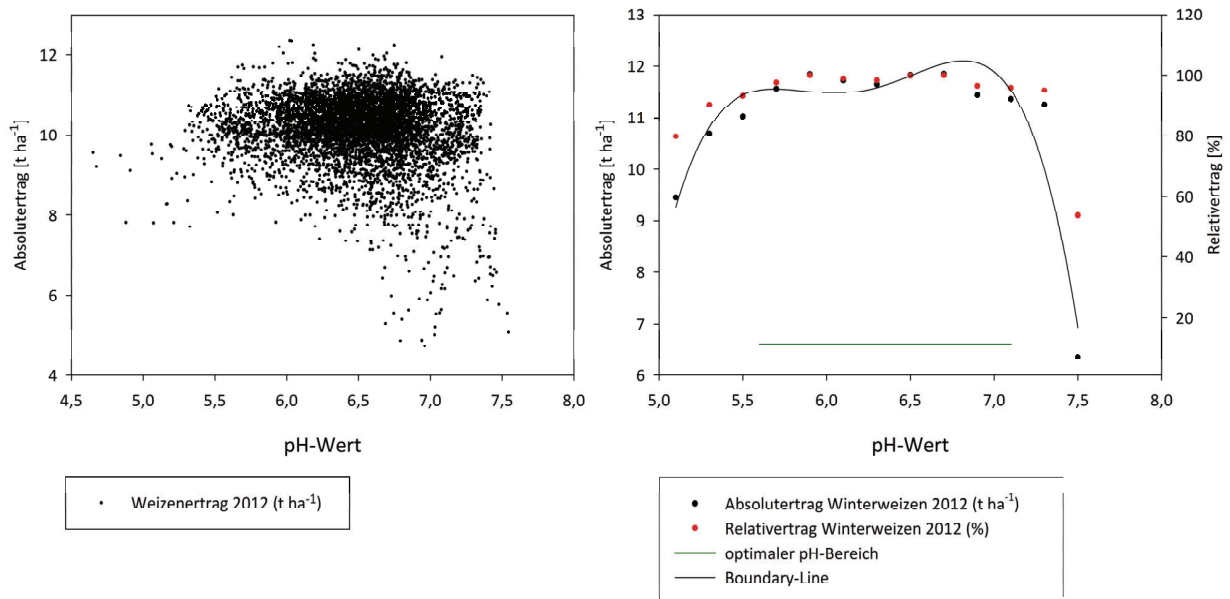 Absolutertrag [t ha⁻¹]
12
10
8
6
4
4,5 5,0 5,5 6,0 6,5 7,0 7,5 8,0
pH-Wert
Weizenertrag 2012 (t ha⁻¹)
Absolutertrag [t ha⁻¹]
13
12
11
10
9
8
7
6
5,0 5,5 6,0 6,5 7,0 7,5 8,0
pH-Wert
120
100
80
60
40
20
Relativertrag [%]
Absolutertrag Winterweizen 2012 (t ha⁻¹)
Relativertrag Winterweizen 2012 (%)
optimaler pH-Bereich
Boundary-Line